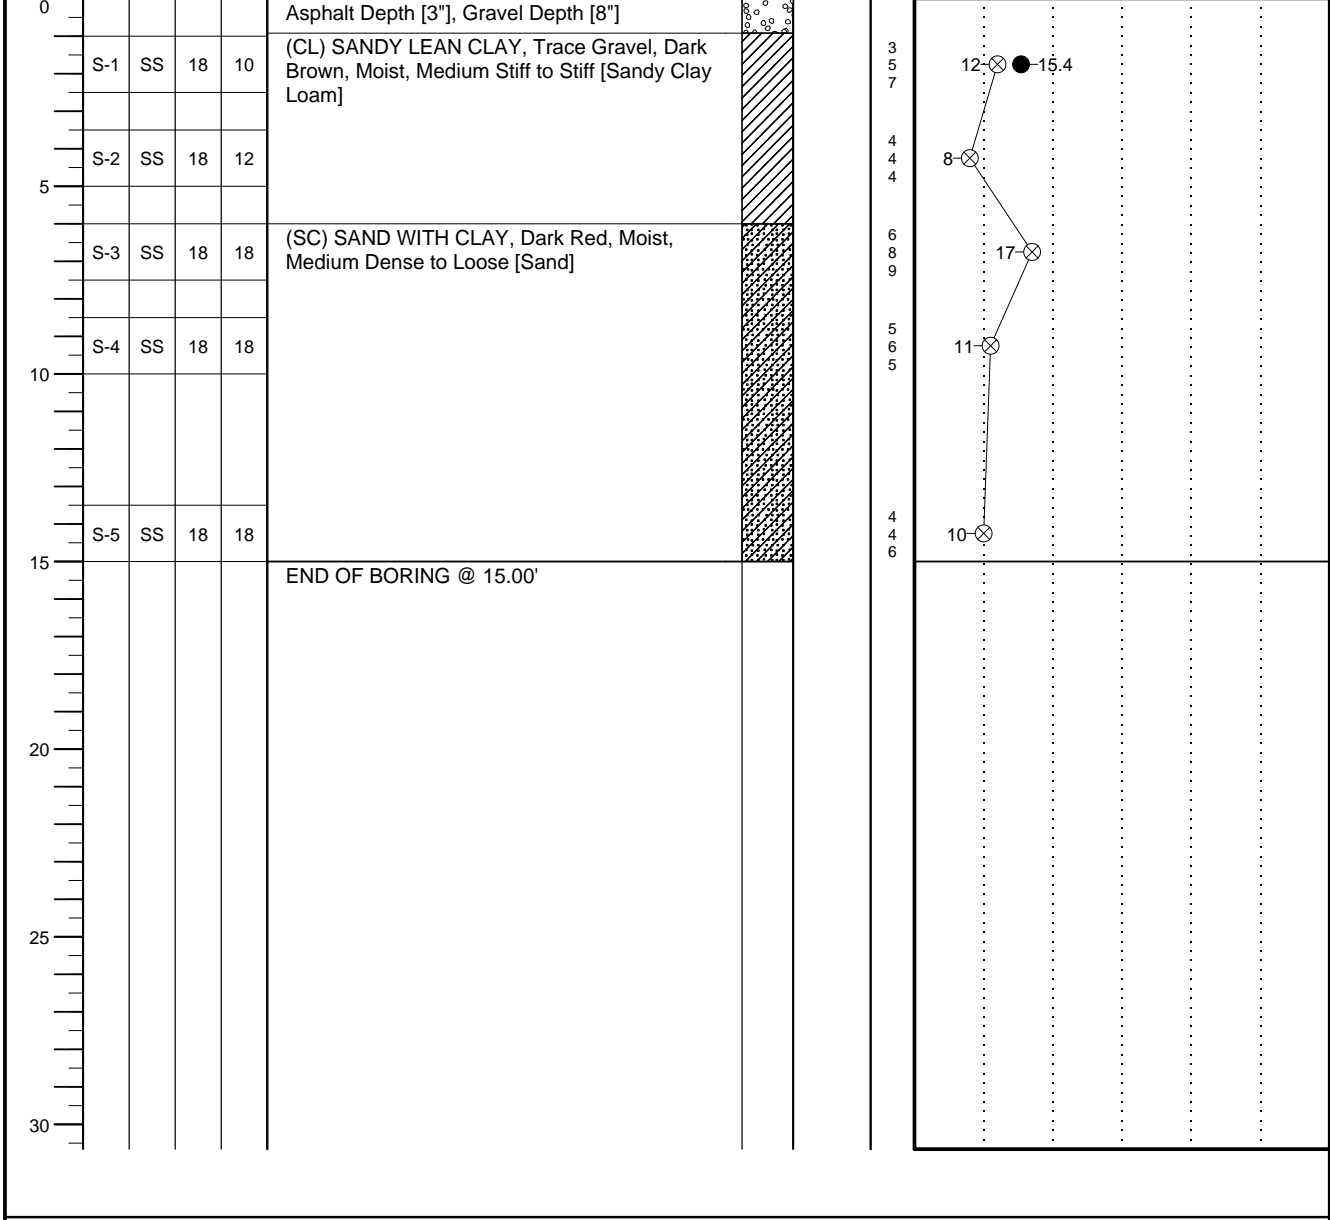 0
Asphalt Depth [3"], Gravel Depth [8"]
(CL) SANDY LEAN CLAY, Trace Gravel, Dark
Brown, Moist, Medium Stiff to Stiff [Sandy Clay
Loam]
S-1 SS 18 10
3
5
7
12 15.4
S-2 SS 18 12
4
4
4
8
5
(SC) SAND WITH CLAY, Dark Red, Moist,
Medium Dense to Loose [Sand]
S-3 SS 18 18
6
8
9
17
S-4 SS 18 18
5
6
5
11
10
S-5 SS 18 18
4
4
6
10
15
END OF BORING @ 15.00'
20
25
30